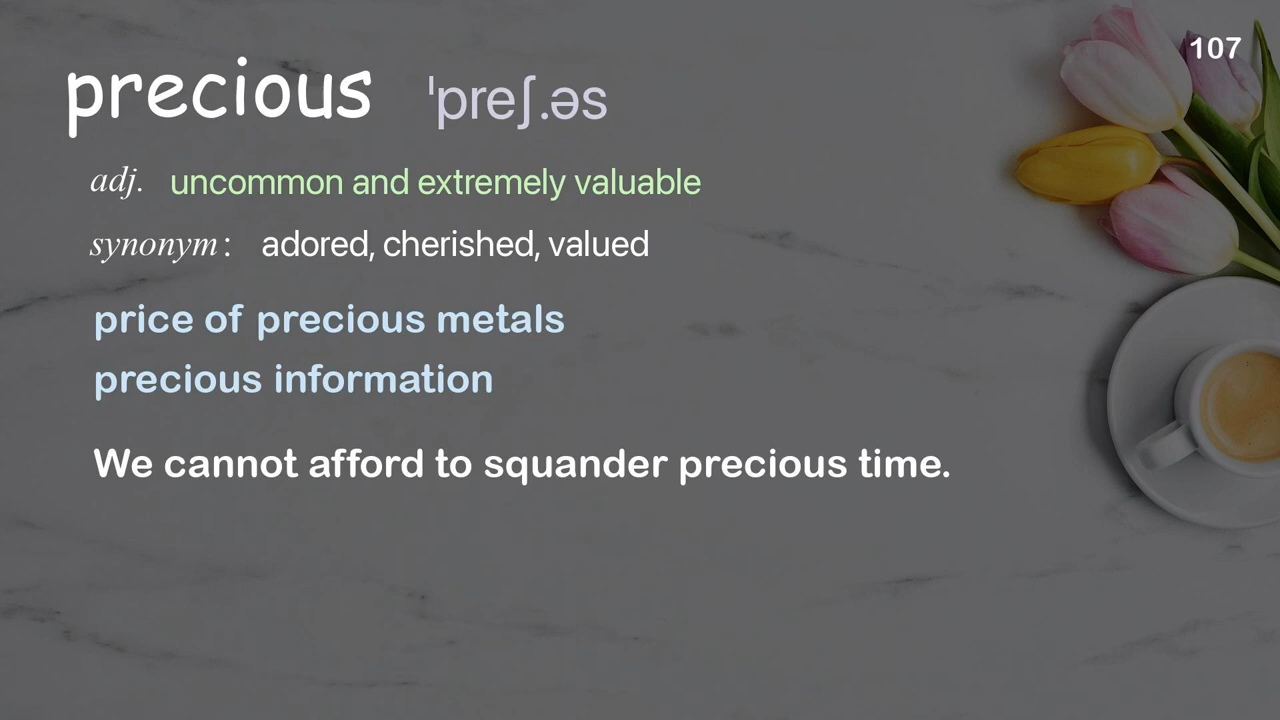 107
precious ˈpreʃ.əs
adj. uncommon and extremely valuable
synonym: adored, cherished, valued
price of precious metals
precious information
We cannot afford to squander precious time.